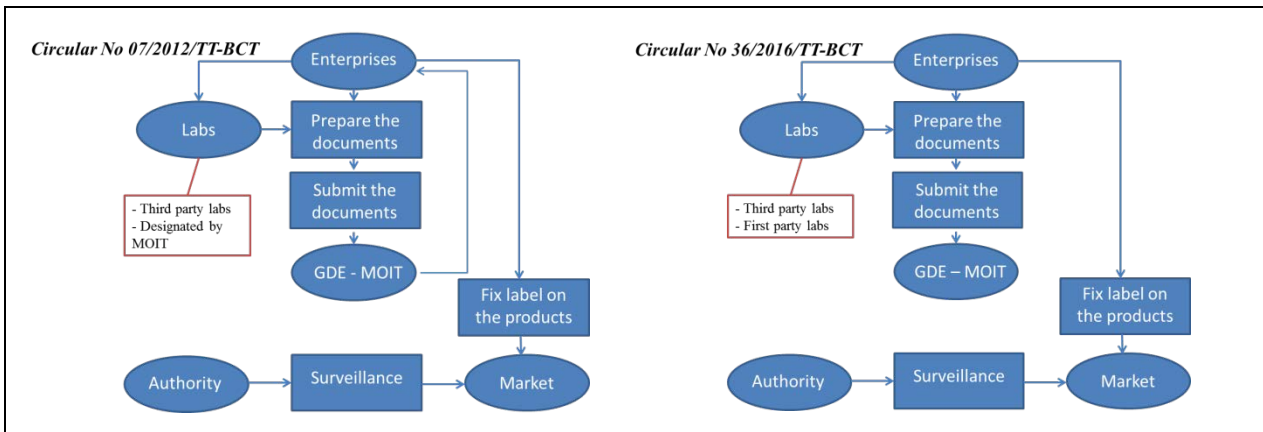 Circular No 07/2012/TT-BCT
Enterprises
Labs
Prepare the
documents
- Third party labs
- Designated by
MOIT
Submit the
documents
GDE - MOIT
Fix label on
the products
Authority
Surveillance
Market
Circular No 36/2016/TT-BCT
Enterprises
Labs
Prepare the
documents
- Third party labs
- First party labs
Submit the
documents
GDE – MOIT
Fix label on
the products
Authority
Surveillance
Market